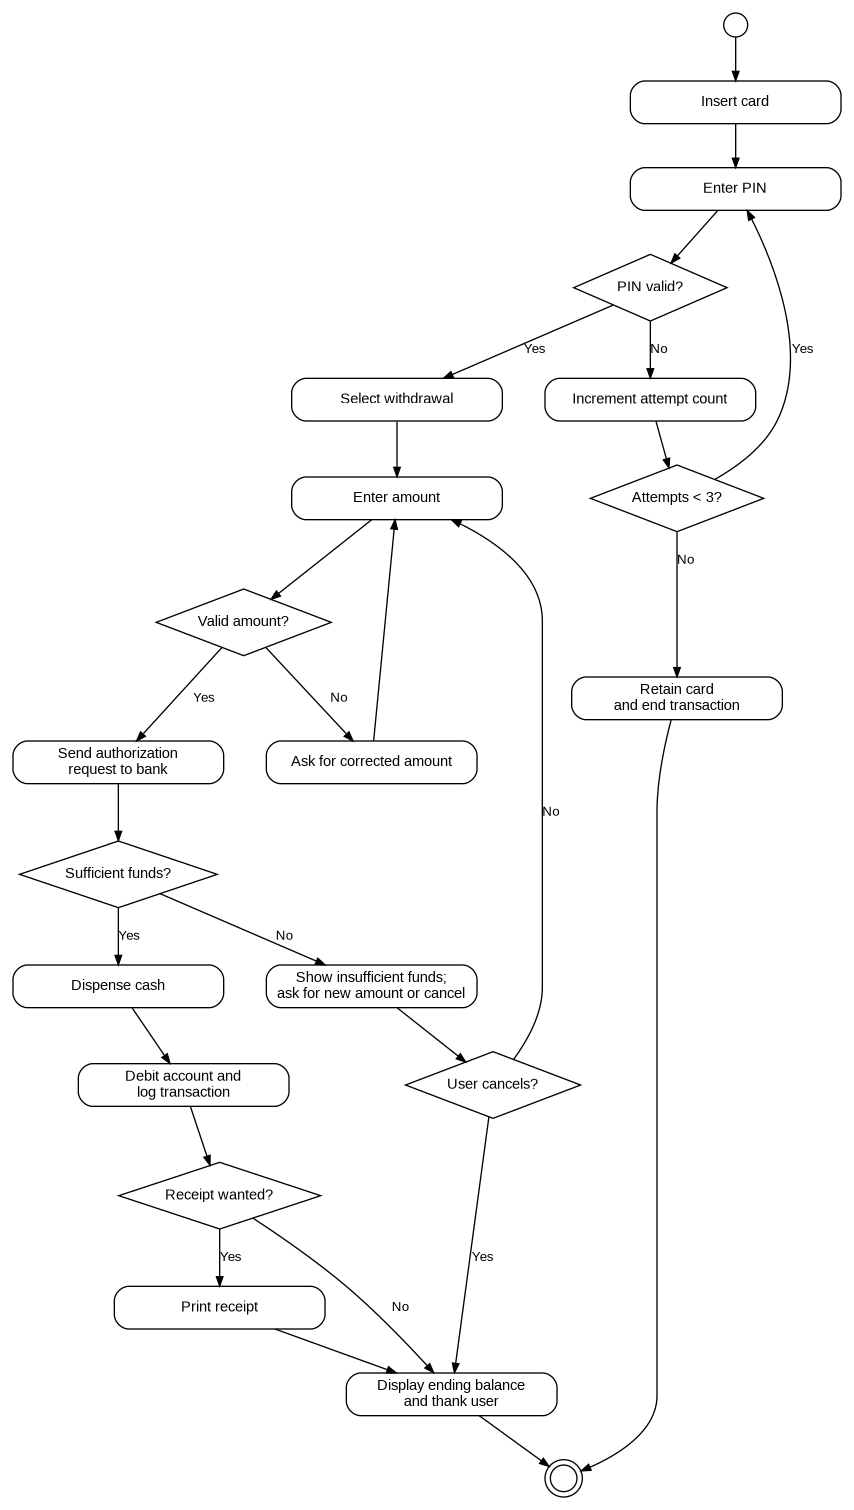 Insert card
Enter PIN
PIN valid?
Yes
No
Yes
Select withdrawal
Increment attempt count
Enter amount
Attempts < 3?
No
Valid amount?
Yes
No
Retain card
and end transaction
Send authorization
request to bank
Ask for corrected amount
No
Sufficient funds?
Yes
No
Dispense cash
Show insufficient funds;
ask for new amount or cancel
Debit account and
log transaction
User cancels?
Receipt wanted?
Yes
Yes
No
Print receipt
Display ending balance
and thank user